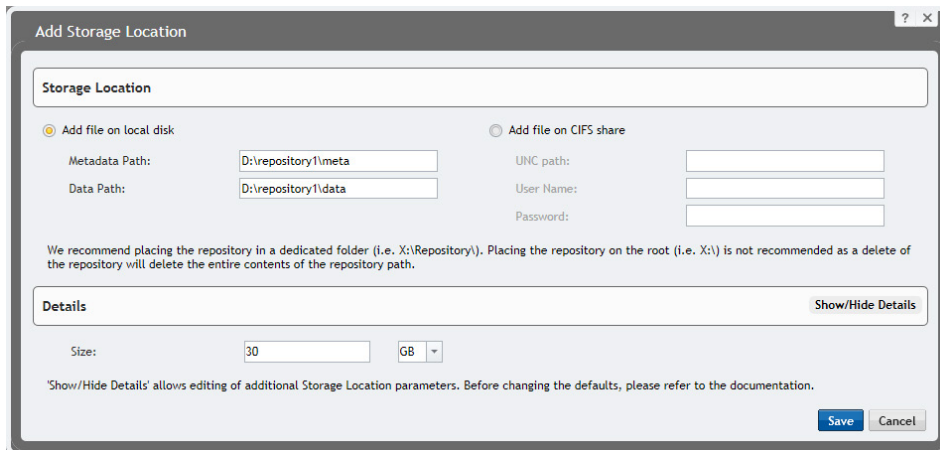 ? X
Add Storage Location
Storage Location
Add file on local disk
Add file on CIFS share
Metadata Path: D:\repository1\meta
UNC path:
Data Path: D:\repository1\data
User Name:
Password:
We recommend placing the repository in a dedicated folder (i.e. X:\Repository\). Placing the repository on the root (i.e. X:\) is not recommended as a delete of
the repository will delete the entire contents of the repository path.
Details
Show/Hide Details
Size: 30 GB
'Show/Hide Details' allows editing of additional Storage Location parameters. Before changing the defaults, please refer to the documentation.
Save Cancel